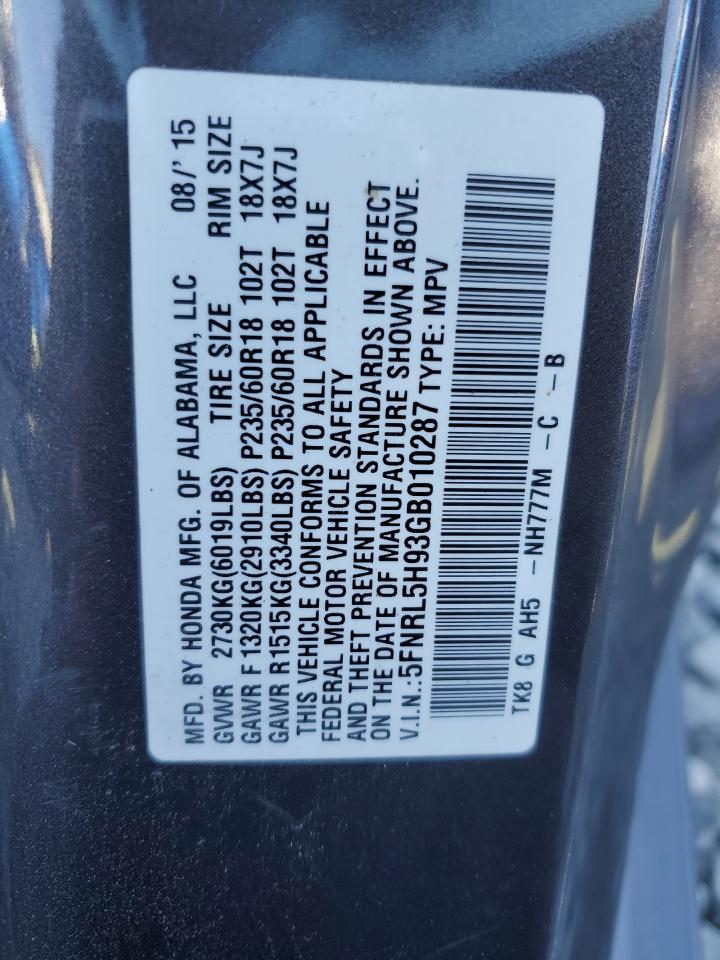 MFD. BY HONDA MFG. OF ALABAMA, LLC 08/' 15
GVWR 2730KG(6019LBS) TIRE SIZE RIM SIZE
GAWR F 1320KG(2910LBS) P235/60R18 102T 18X7J
GAWR R1515KG(3340LBS) P235/60R18 102T 18X7J
THIS VEHICLE CONFORMS TO ALL APPLICABLE
FEDERAL MOTOR VEHICLE SAFETY
AND THEFT PREVENTION STANDARDS IN EFFECT
ON THE DATE OF MANUFACTURE SHOWN ABOVE.
V.I.N.:5FNRL5H93GB010287 TYPE: MPV
TK8 G AH5 -NH777M -C -B